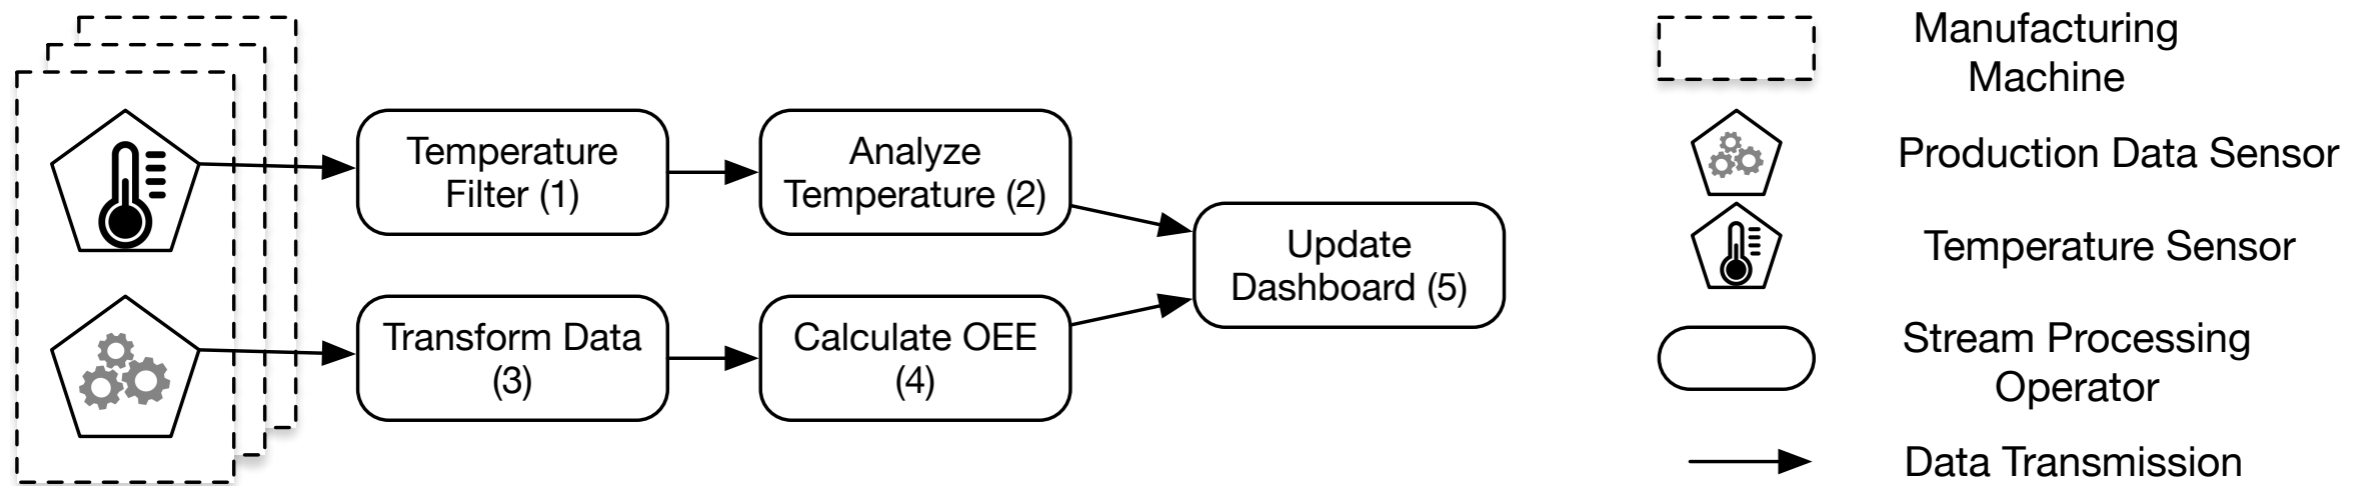 Temperature
Filter (1)
Analyze
Temperature (2)
Transform Data
(3)
Calculate OEE
(4)
Update
Dashboard (5)
Manufacturing
Machine
Production Data Sensor
Temperature Sensor
Stream Processing
Operator
Data Transmission